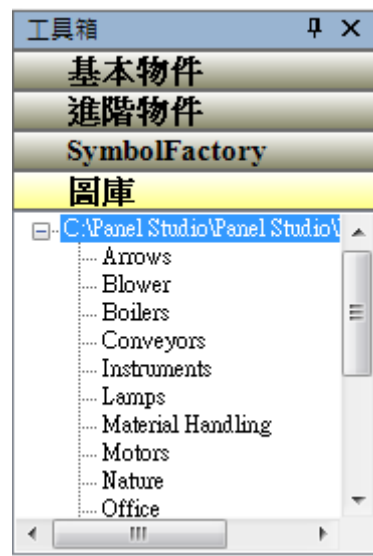 工具箱
基本物件
進階物件
SymbolFactory
圖庫
C:\Panel Studio\Panel Studio\
Arrows
Blower
Boilers
Conveyors
Instruments
Lamps
Material Handling
Motors
Nature
Office